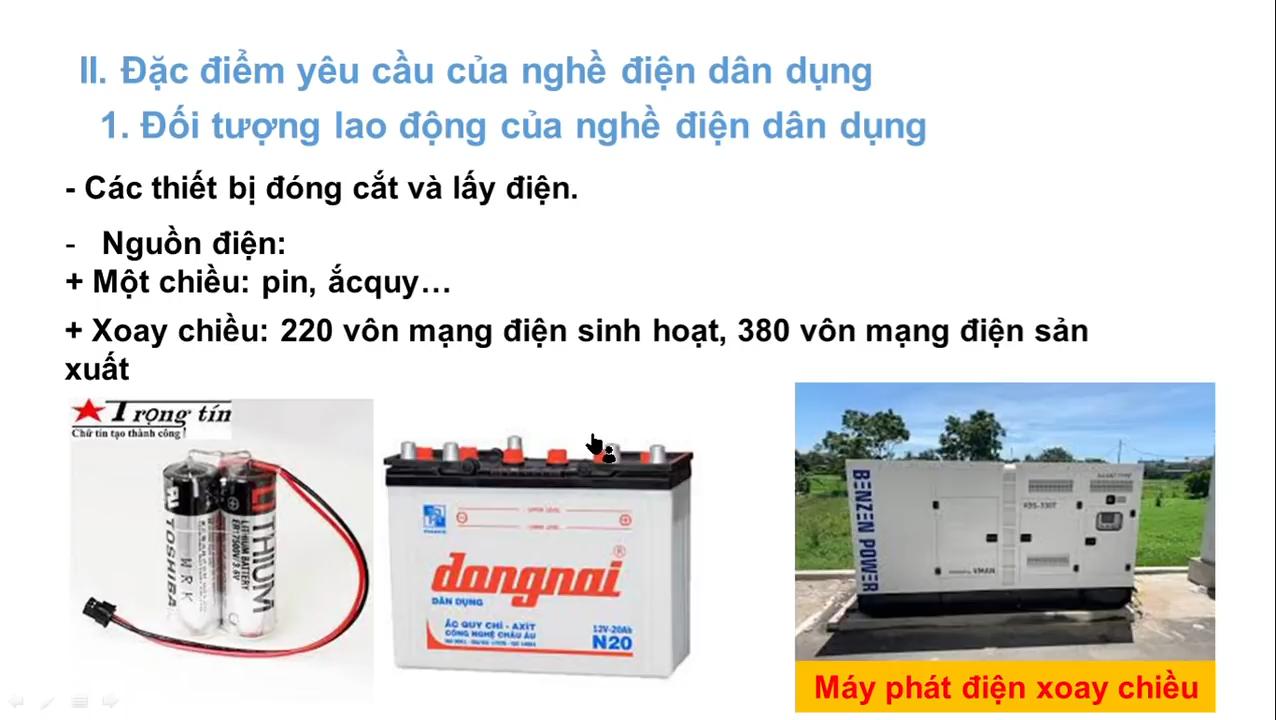 II. Đặc điểm yêu cầu của nghề điện dân dụng
1. Đối tượng lao động của nghề điện dân dụng
- Các thiết bị đóng cắt và lấy điện.
- Nguồn điện:
+ Một chiều: pin, ắcquy…
+ Xoay chiều: 220 vôn mạng điện sinh hoạt, 380 vôn mạng điện sản
xuất
Trọng tín
Chữ tín tạo thành công
TOSHIBA
LITHIUM
LITHIUM BATTERY
dongnai®
DÂN DỤNG
ẮC QUY CHÌ - AXÍT
CÔNG NGHỆ CHÂU ÂU
12V-20Ah
N20
BENZEN POWER
VMAN
Máy phát điện xoay chiều